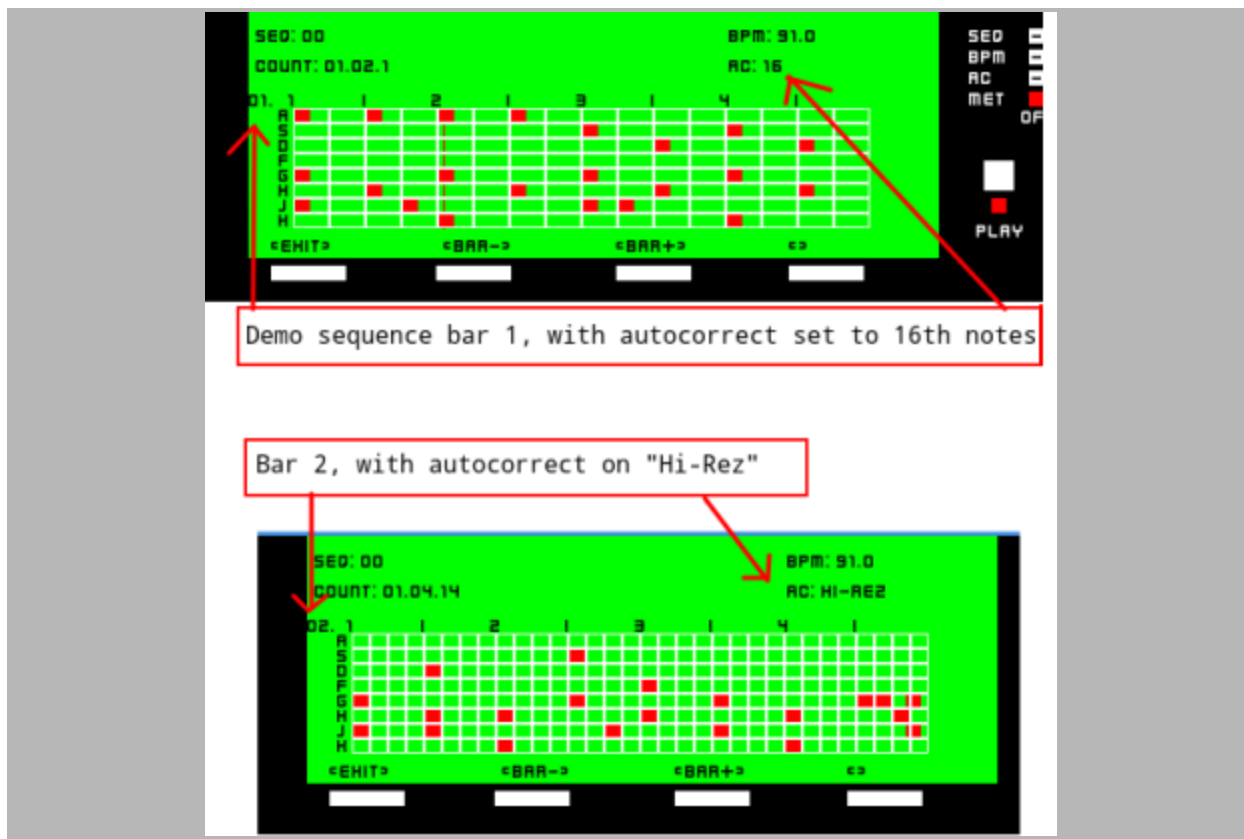 SEQ: 00 BPM: 91.0
COUNT: 01.02.1 AC: 16
01. 1 | 2 | 3 | 4 |
A
S
D
F
G
H
J
H
<EHIT> <BAR-> <BAR+> <>
SEQ
BPM
AC
MET
OF
PLAY
Demo sequence bar 1, with autocorrect set to 16th notes
Bar 2, with autocorrect on "Hi-Rez"
SEQ: 00 BPM: 91.0
COUNT: 01.04.14 AC: HI-REZ
02. 1 | 2 | 3 | 4 |
A
S
D
F
G
H
J
H
<EHIT> <BAR-> <BAR+> <>